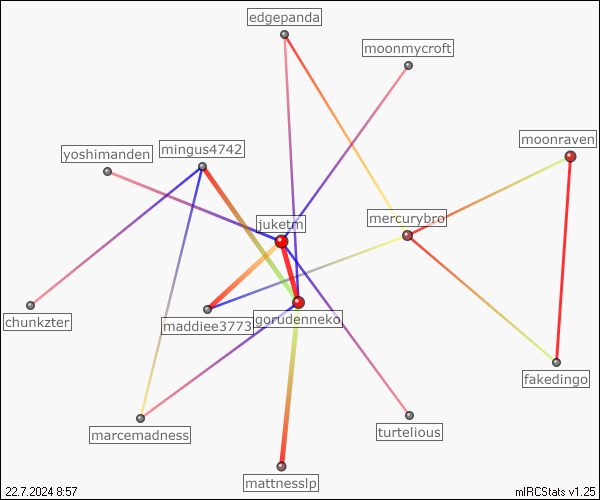 edgepanda
moonmycroft
moonraven
mingus4742
yoshimanden
juketm
mercurybro
chunkzter
maddiee3773
gorudenneko
fakedingo
marcemadness
turtelious
mattnesslp
22.7.2024 8:57
mIRCStats v1.25